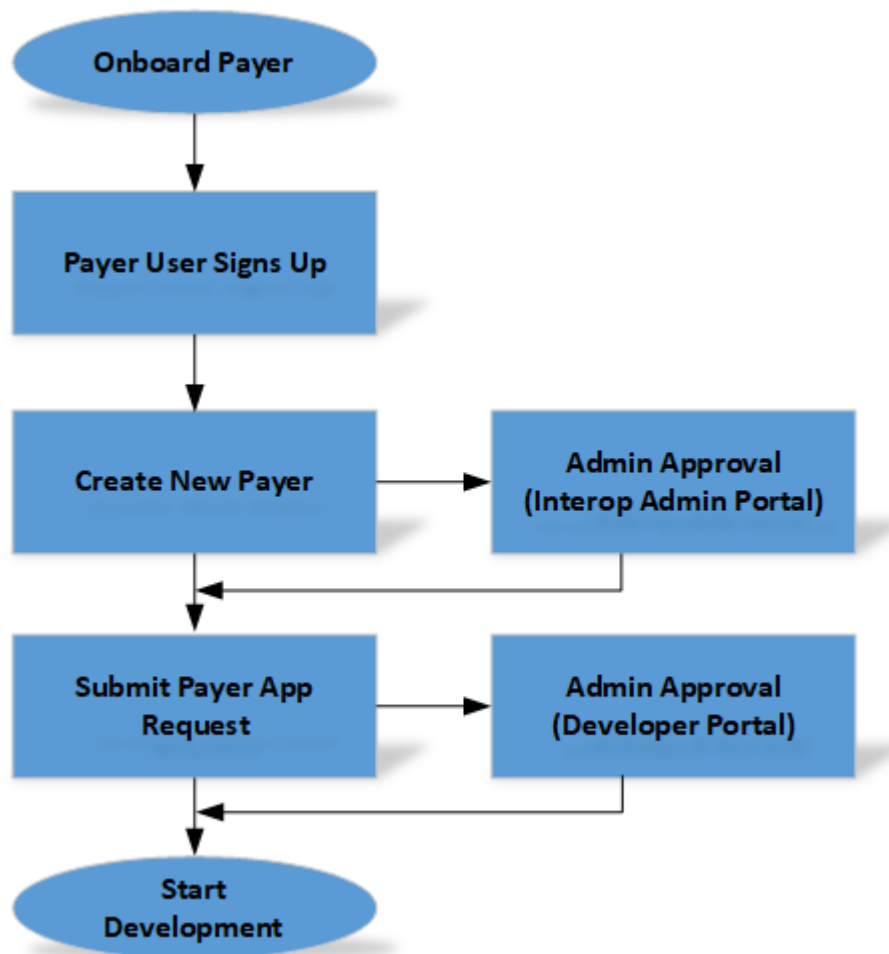 Onboard Payer
Payer User Signs Up
Create New Payer
Admin Approval
(Interop Admin Portal)
Submit Payer App
Request
Admin Approval
(Developer Portal)
Start
Development